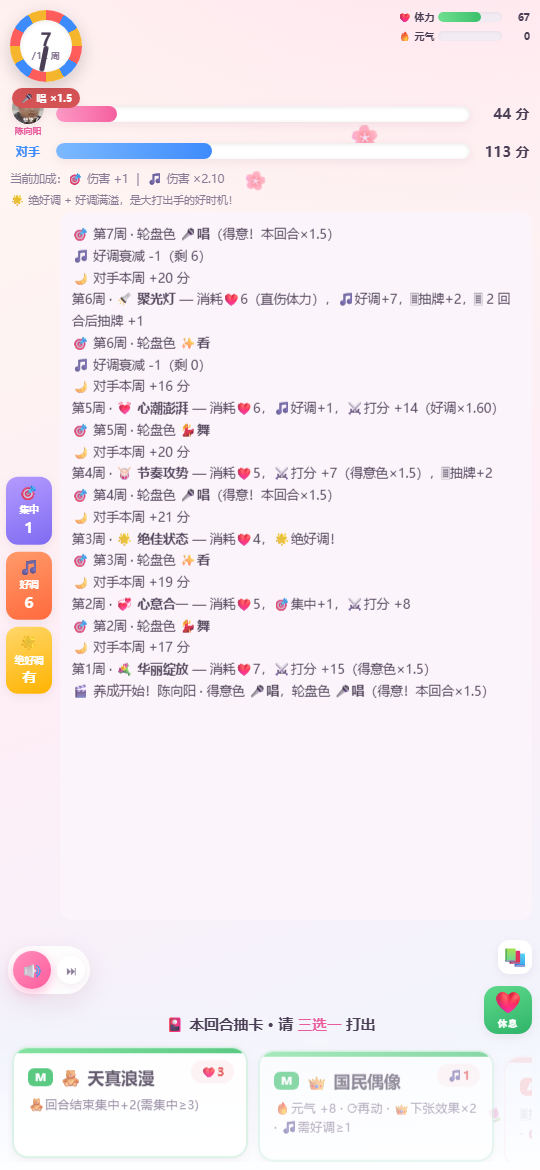 7
周
唱 ×1.5
体力 67
元气 0
陈向阳 44 分
对手 113 分
当前加成: 伤害 +1 | 伤害 ×2.10
绝好调 + 好调满溢，是大打出手的好时机!
第7周 · 轮盘色 唱（得意! 本回合×1.5）
好调衰减 -1（剩 6）
对手本周 +20 分
第6周 · 聚光灯 — 消耗 6（直伤体力）, 好调+7, 抽牌+2, 2 回
合后抽牌 +1
第6周 · 轮盘色
好调衰减 -1（剩 0）
对手本周 +16 分
第5周 · 心潮澎湃 — 消耗 6, 好调+1, 打分 +14（好调×1.60）
第5周 · 轮盘色 舞
对手本周 +20 分
第4周 · 节奏攻势 — 消耗 5, 打分 +7（得意色×1.5）, 抽牌+2
第4周 · 轮盘色 唱（得意! 本回合×1.5）
对手本周 +21 分
第3周 · 绝佳状态 — 消耗 4, 绝好调!
第3周 · 轮盘色
对手本周 +19 分
第2周 · 心意合一 — 消耗 5, 集中+1, 打分 +8
第2周 · 轮盘色 舞
对手本周 +17 分
第1周 · 华丽绽放 — 消耗 7, 打分 +15（得意色×1.5）
养成开始! 陈向阳 · 得意色 唱, 轮盘色 唱（得意! 本回合×1.5）
集中
1
好调
6
绝好调
有
休息
本回合抽卡 • 请 三选一 打出
M 天真浪漫 3
回合结束集中+2(需集中≥3)
M 国民偶像 1
元气 +8 · 再动 · 下张效果×2
· 需好调≥1